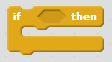 if then